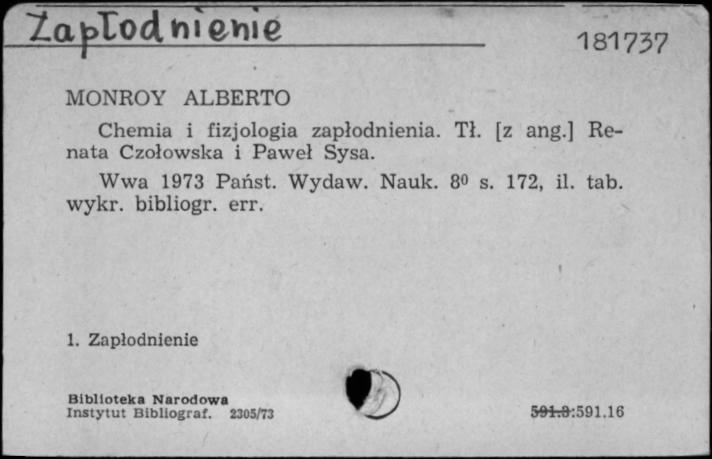 Zapłodnienie
181737
MONROY ALBERTO
Chemia i fizjologia zapłodnienia. Tł. [z ang.] Re-
nata Czołowska i Paweł Sysa.
Wwa 1973 Państ. Wydaw. Nauk. 8⁰ s. 172, il. tab.
wykr. bibliogr. err.
1. Zapłodnienie
Biblioteka Narodowa
Instytut Bibliograf. 2305/73
591.3:591.16